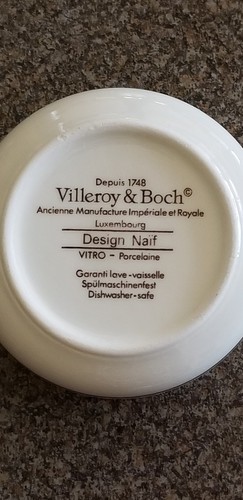 Depuis 1748
Villeroy & Boch©
Ancienne Manufacture Impériale et Royale
Luxembourg
Design Naïf
VITRO - Porcelaine
Garanti lave-vaisselle
Spülmaschinenfest
Dishwasher-safe